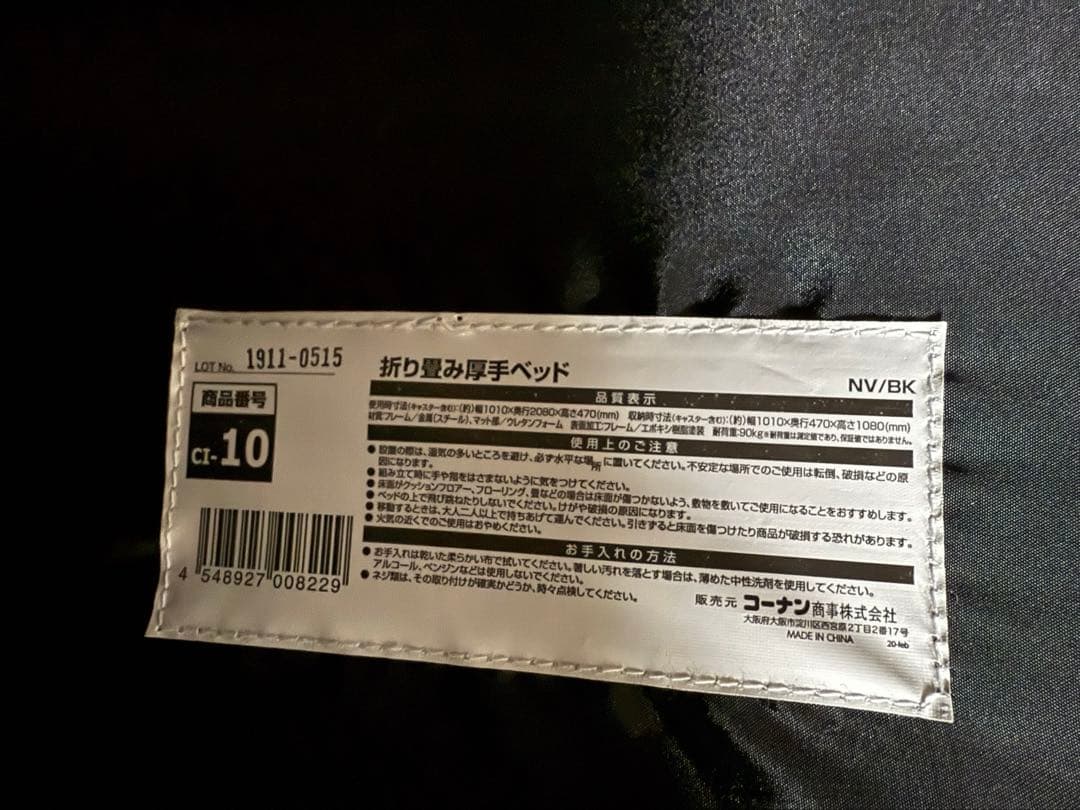 LOT No. 1911-0515
商品番号
CI-10
4 548927 008229
折り畳み厚手ベッド
NV/BK
品質表示
使用時寸法(キャスター含む):(約)幅1010×奥行2080×高さ470(mm) 収納時寸法(キャスター含む):(約)幅1010×奥行470×高さ1080(mm)
材質:フレーム/金属(スチール)、マット部/ウレタンフォーム 表面加工:フレーム/エポキシ樹脂塗装 耐荷重:90kg※耐荷重は測定値であり、保証値ではありません。
使用上のご注意
●設置の際は、湿気の多いところを避け、必ず水平な場所に置いてください。不安定な場所でのご使用は転倒、破損などの原
因になります。
●組み立て時に手や指をはさまないように気をつけてください。
●床面がクッションフロアー、フローリング、畳などの場合は床面が傷つかないよう、敷物を敷いてご使用になることをおすすめします。
●ベッドの上で飛び跳ねたりしないでください。けがや破損の原因になります。
●移動するときは、大人二人以上で持ちあげて運んでください。引きずると床面を傷つけたり商品が破損する恐れがあります。
●火気の近くでのご使用はおやめください。
お手入れの方法
●お手入れは乾いた柔らかい布で拭いてください。著しい汚れを落とす場合は、薄めた中性洗剤を使用してください。
アルコール、ベンジンなどは使用しないでください。
●ネジ類は、その取り付けが確実かどうか、時々点検してください。
販売元 コーナン商事株式会社
大阪府大阪市淀川区西宮原2丁目2番17号
MADE IN CHINA
20-feb